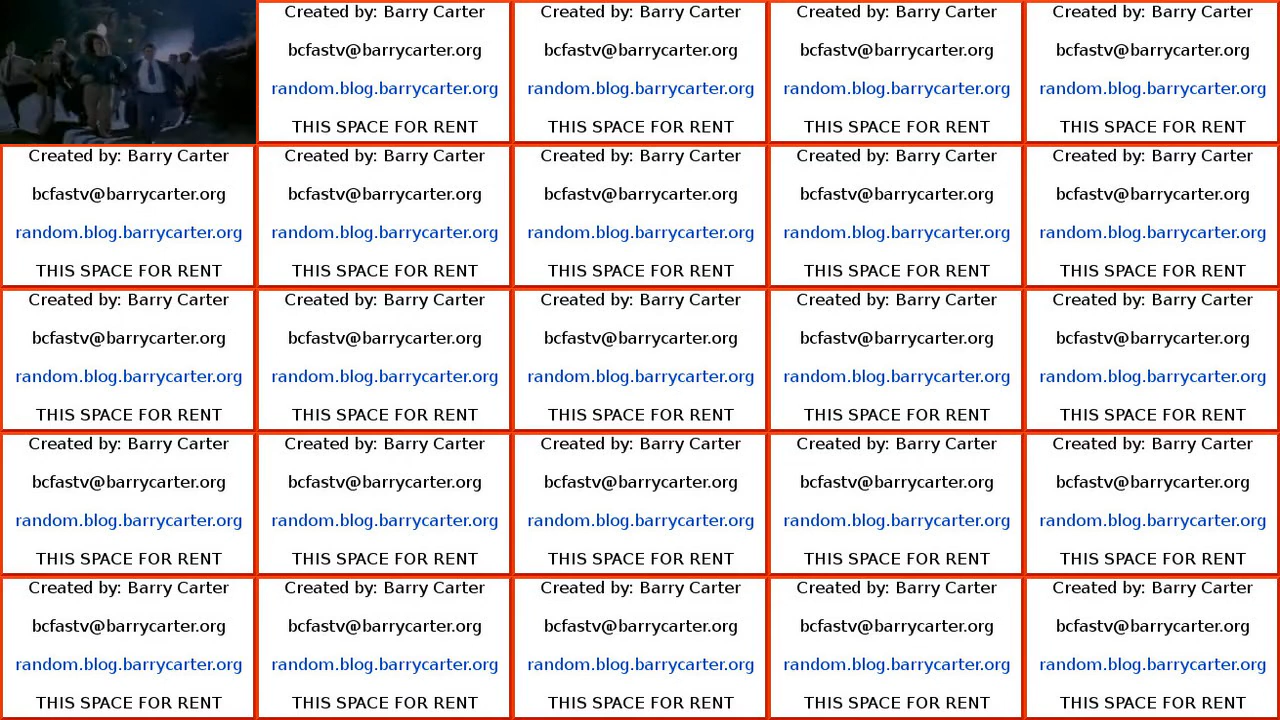 Created by: Barry Carter
bcfastv@barrycarter.org
random.blog.barrycarter.org
THIS SPACE FOR RENT
Created by: Barry Carter
bcfastv@barrycarter.org
random.blog.barrycarter.org
THIS SPACE FOR RENT
Created by: Barry Carter
bcfastv@barrycarter.org
random.blog.barrycarter.org
THIS SPACE FOR RENT
Created by: Barry Carter
bcfastv@barrycarter.org
random.blog.barrycarter.org
THIS SPACE FOR RENT
Created by: Barry Carter
bcfastv@barrycarter.org
random.blog.barrycarter.org
THIS SPACE FOR RENT
Created by: Barry Carter
bcfastv@barrycarter.org
random.blog.barrycarter.org
THIS SPACE FOR RENT
Created by: Barry Carter
bcfastv@barrycarter.org
random.blog.barrycarter.org
THIS SPACE FOR RENT
Created by: Barry Carter
bcfastv@barrycarter.org
random.blog.barrycarter.org
THIS SPACE FOR RENT
Created by: Barry Carter
bcfastv@barrycarter.org
random.blog.barrycarter.org
THIS SPACE FOR RENT
Created by: Barry Carter
bcfastv@barrycarter.org
random.blog.barrycarter.org
THIS SPACE FOR RENT
Created by: Barry Carter
bcfastv@barrycarter.org
random.blog.barrycarter.org
THIS SPACE FOR RENT
Created by: Barry Carter
bcfastv@barrycarter.org
random.blog.barrycarter.org
THIS SPACE FOR RENT
Created by: Barry Carter
bcfastv@barrycarter.org
random.blog.barrycarter.org
THIS SPACE FOR RENT
Created by: Barry Carter
bcfastv@barrycarter.org
random.blog.barrycarter.org
THIS SPACE FOR RENT
Created by: Barry Carter
bcfastv@barrycarter.org
random.blog.barrycarter.org
THIS SPACE FOR RENT
Created by: Barry Carter
bcfastv@barrycarter.org
random.blog.barrycarter.org
THIS SPACE FOR RENT
Created by: Barry Carter
bcfastv@barrycarter.org
random.blog.barrycarter.org
THIS SPACE FOR RENT
Created by: Barry Carter
bcfastv@barrycarter.org
random.blog.barrycarter.org
THIS SPACE FOR RENT
Created by: Barry Carter
bcfastv@barrycarter.org
random.blog.barrycarter.org
THIS SPACE FOR RENT
Created by: Barry Carter
bcfastv@barrycarter.org
random.blog.barrycarter.org
THIS SPACE FOR RENT
Created by: Barry Carter
bcfastv@barrycarter.org
random.blog.barrycarter.org
THIS SPACE FOR RENT
Created by: Barry Carter
bcfastv@barrycarter.org
random.blog.barrycarter.org
THIS SPACE FOR RENT
Created by: Barry Carter
bcfastv@barrycarter.org
random.blog.barrycarter.org
THIS SPACE FOR RENT
Created by: Barry Carter
bcfastv@barrycarter.org
random.blog.barrycarter.org
THIS SPACE FOR RENT